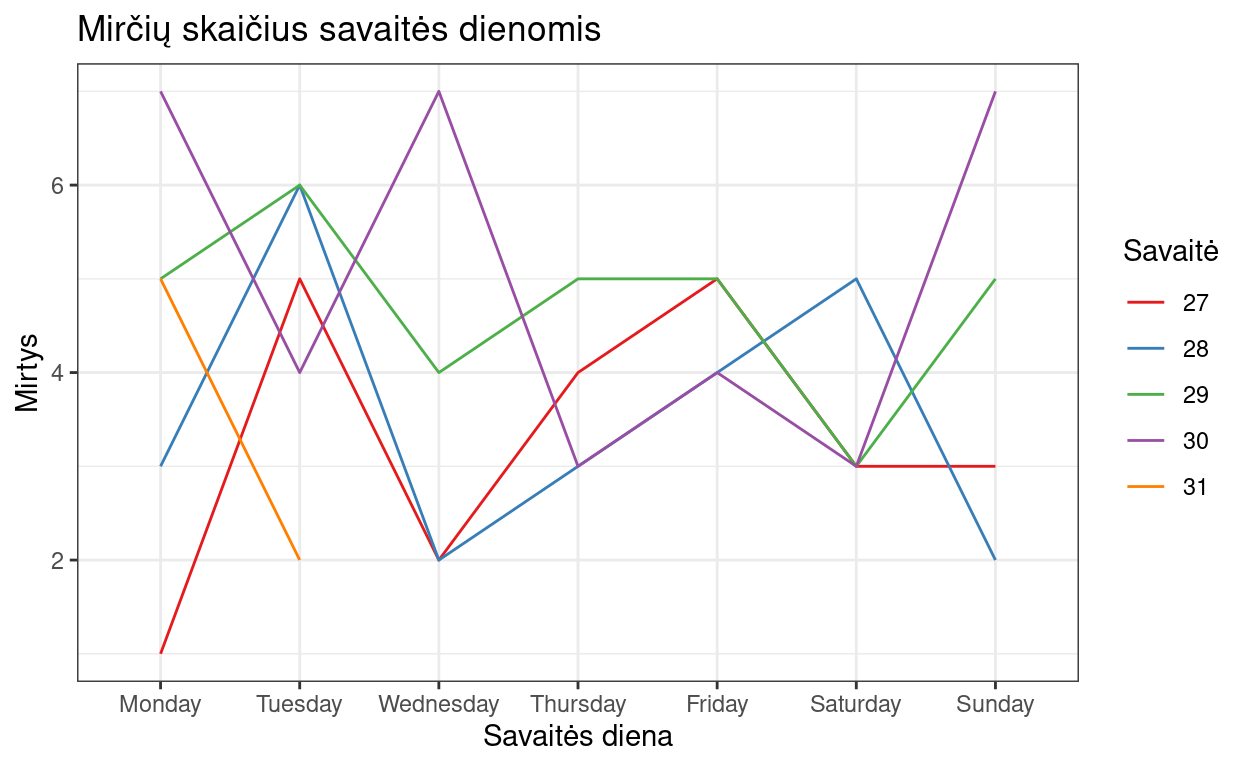 Mirčių skaičius savaitės dienomis
Mirtys
6
4
2
Monday Tuesday Wednesday Thursday Friday Saturday Sunday
Savaitės diena
Savaitė
27
28
29
30
31